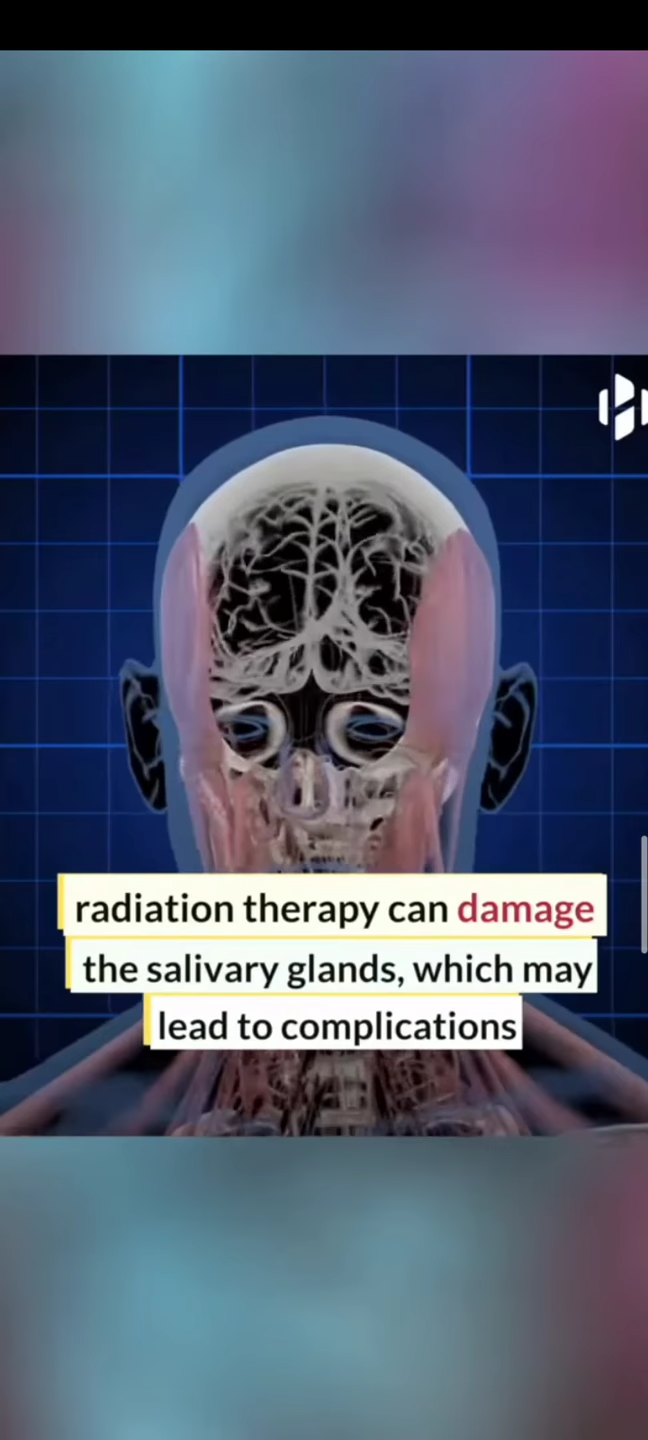 radiation therapy can damage
the salivary glands, which may
lead to complications